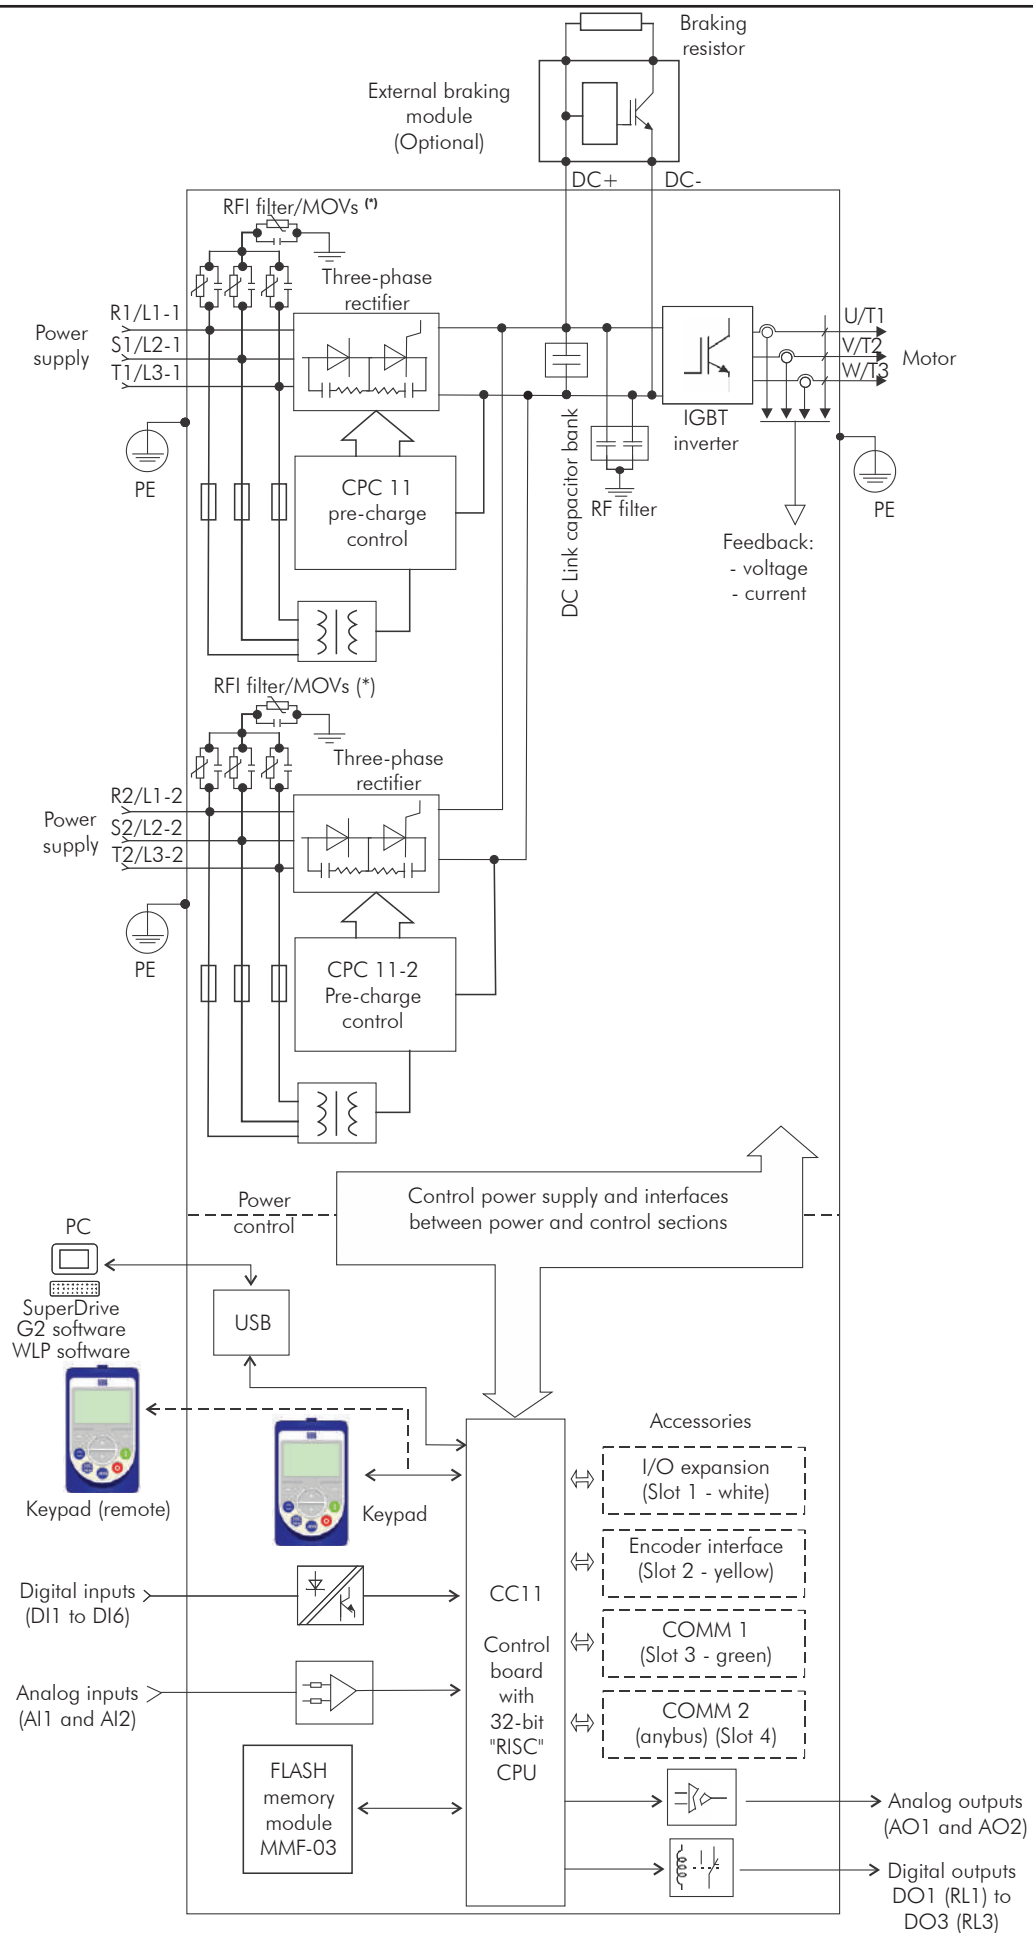 Braking
resistor
External braking
module
(Optional)
DC+
DC-
RFI filter/MOVs (*)
Three-phase
rectifier
R1/L1-1
S1/L2-1
T1/L3-1
Power
supply
PE
CPC 11
pre-charge
control
DC Link capacitor bank
RF filter
IGBT
inverter
U/T1
V/T2
W/T3
Motor
PE
Feedback:
- voltage
- current
RFI filter/MOVs (*)
Three-phase
rectifier
R2/L1-2
S2/L2-2
T2/L3-2
Power
supply
PE
CPC 11-2
Pre-charge
control
Power
control
Control power supply and interfaces
between power and control sections
PC
SuperDrive
G2 software
WLP software
USB
Keypad (remote)
Keypad
Accessories
I/O expansion
(Slot 1 - white)
Encoder interface
(Slot 2 - yellow)
COMM 1
(Slot 3 - green)
COMM 2
(anybus) (Slot 4)
Digital inputs
(DI1 to DI6)
Analog inputs
(AI1 and AI2)
CC11
Control
board
with
32-bit
"RISC"
CPU
FLASH
memory
module
MMF-03
Analog outputs
(AO1 and AO2)
Digital outputs
DO1 (RL1) to
DO3 (RL3)